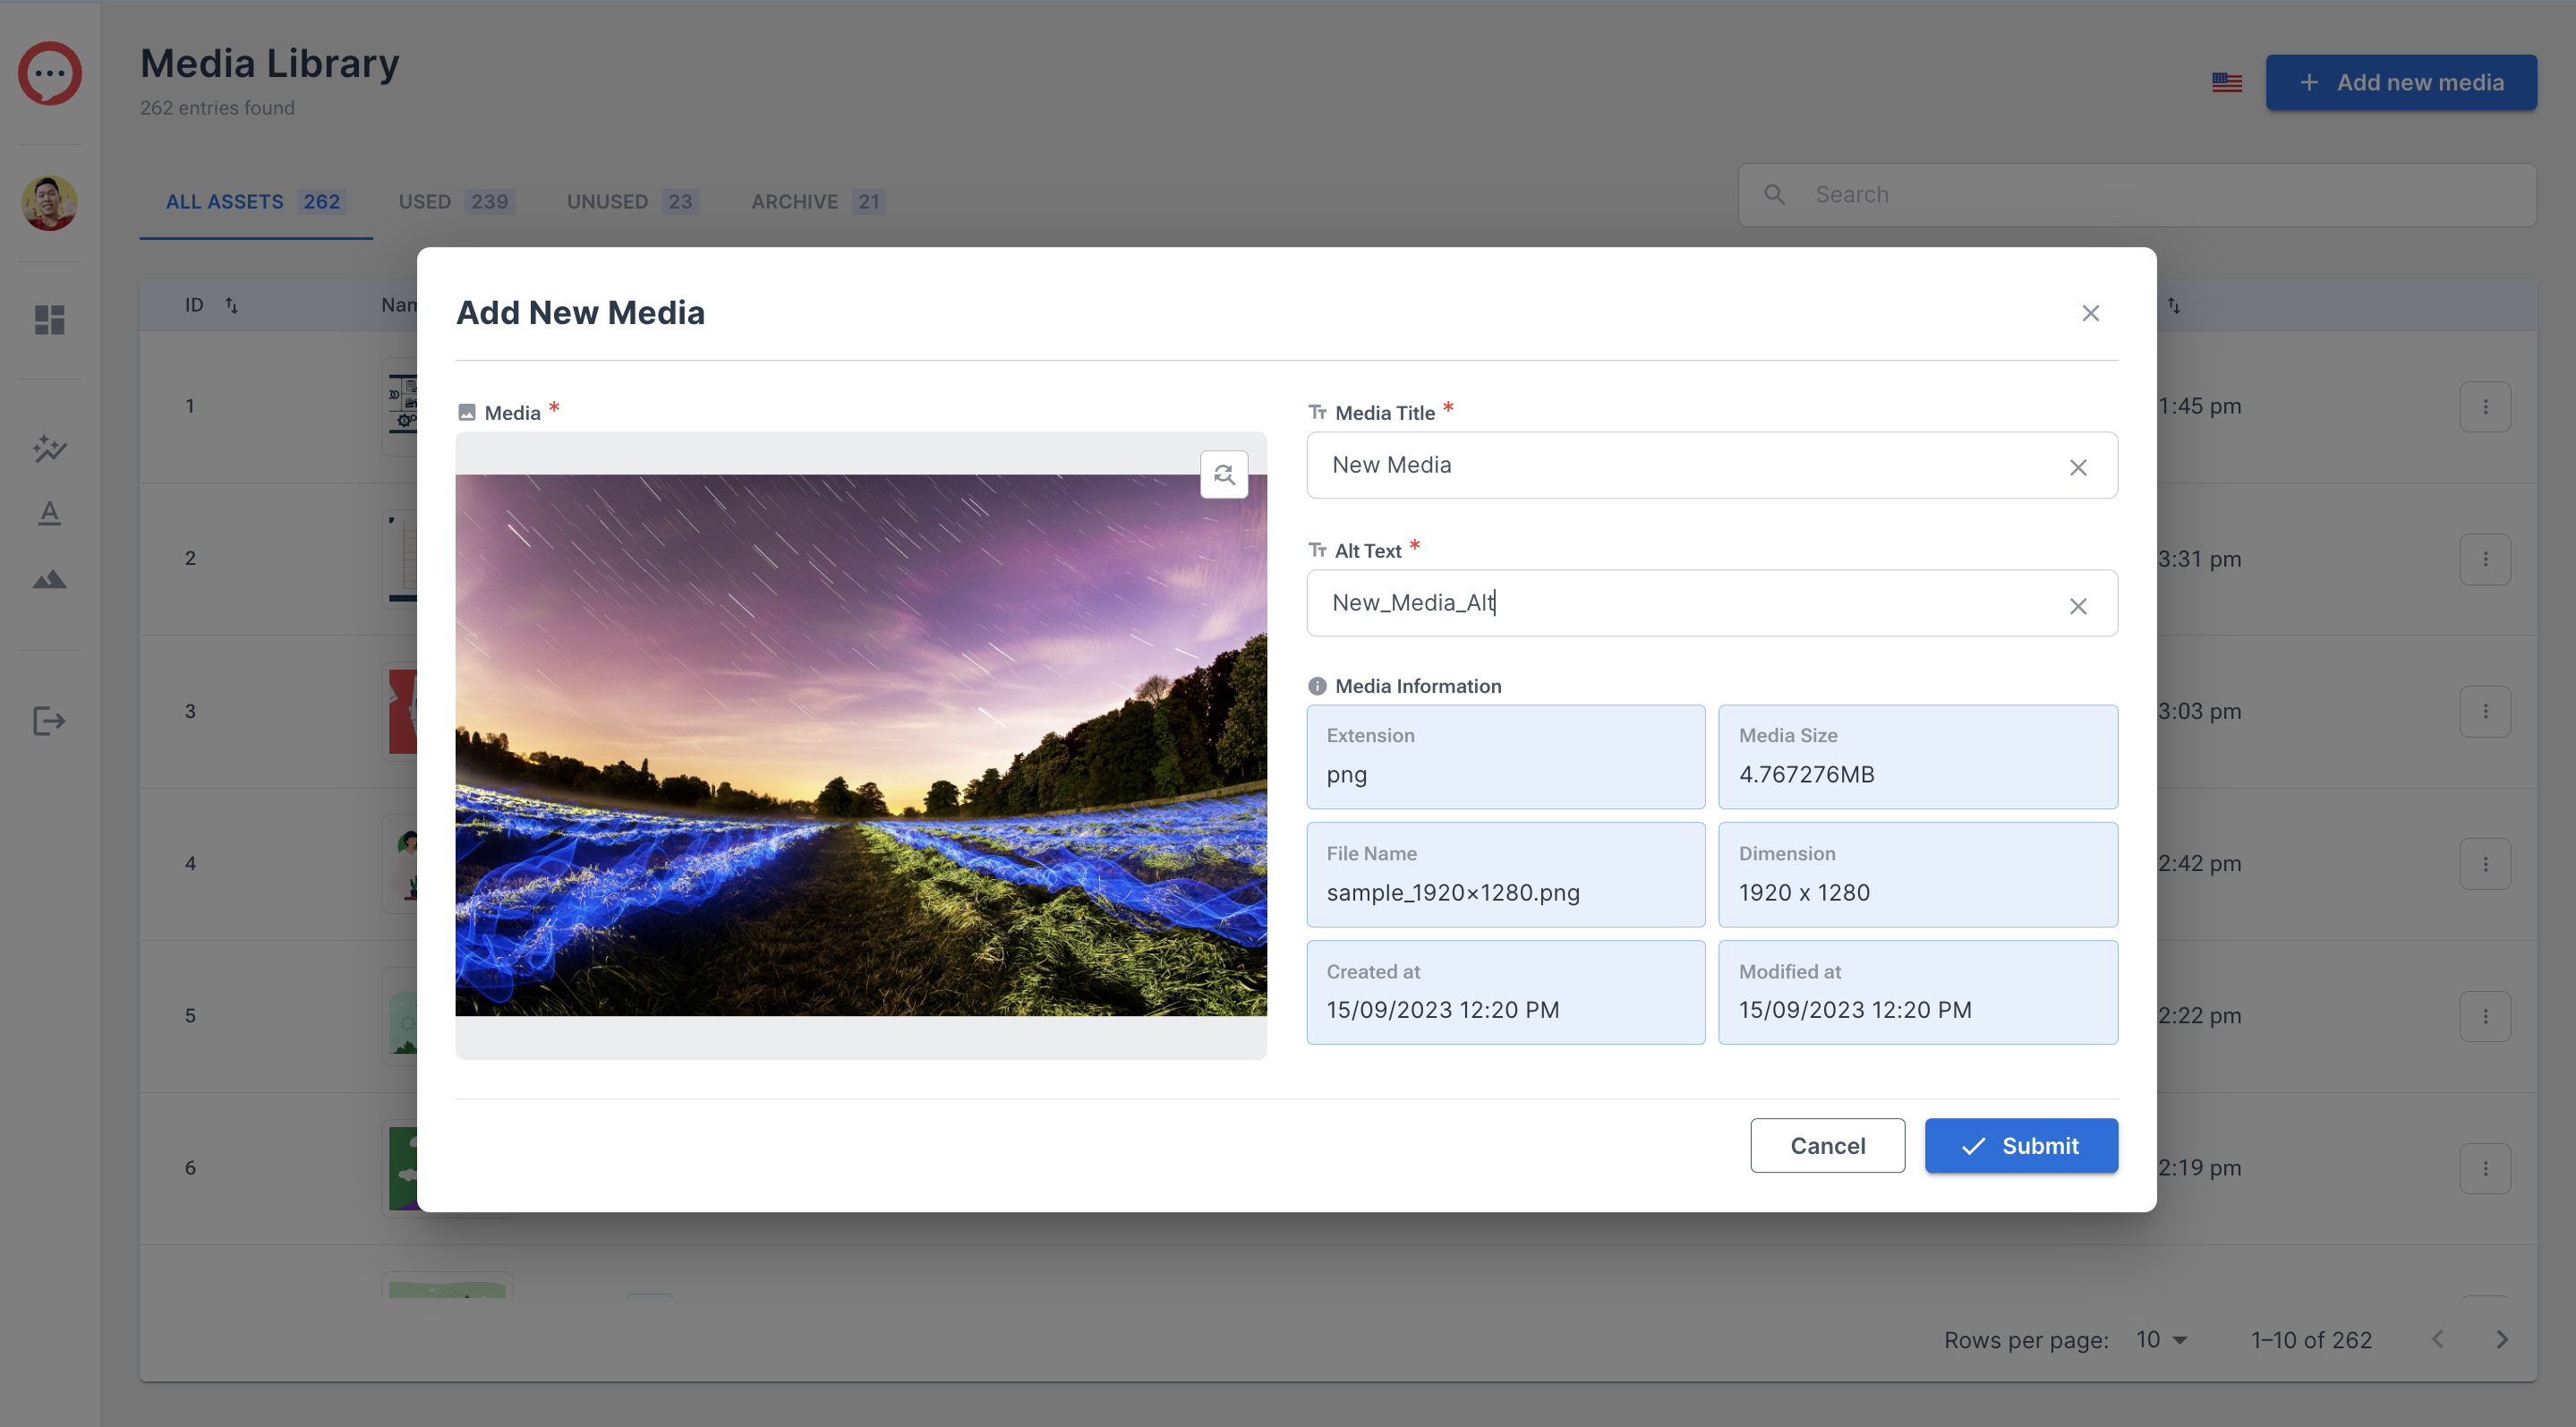 Media Library
262 entries found
Add new media
ALL ASSETS 262 USED 239 UNUSED 23 ARCHIVE 21
Search
ID
Add New Media
Media *
Media Title *
New Media
Alt Text *
New_Media_Alt
Media Information
Extension
png
Media Size
4.767276MB
File Name
sample_1920×1280.png
Dimension
1920 x 1280
Created at
15/09/2023 12:20 PM
Modified at
15/09/2023 12:20 PM
Cancel
Submit
1 1:45 pm
2 3:31 pm
3 3:03 pm
4 2:42 pm
5 2:22 pm
6 2:19 pm
Rows per page: 10 1–10 of 262